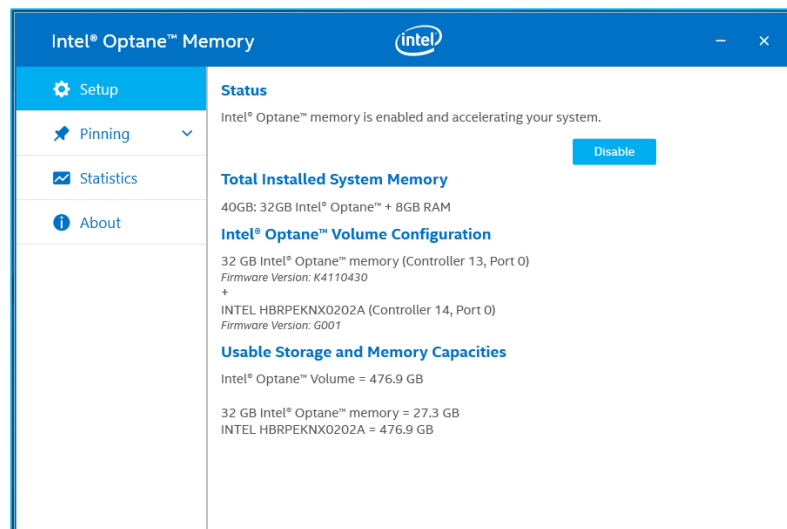 Intel® Optane™ Memory
intel
Setup
Pinning
Statistics
About
Status
Intel® Optane™ memory is enabled and accelerating your system.
Disable
Total Installed System Memory
40GB: 32GB Intel® Optane™ + 8GB RAM
Intel® Optane™ Volume Configuration
32 GB Intel® Optane™ memory (Controller 13, Port 0)
Firmware Version: K4110430
+
INTEL HBRPEKNX0202A (Controller 14, Port 0)
Firmware Version: G001
Usable Storage and Memory Capacities
Intel® Optane™ Volume = 476.9 GB
32 GB Intel® Optane™ memory = 27.3 GB
INTEL HBRPEKNX0202A = 476.9 GB